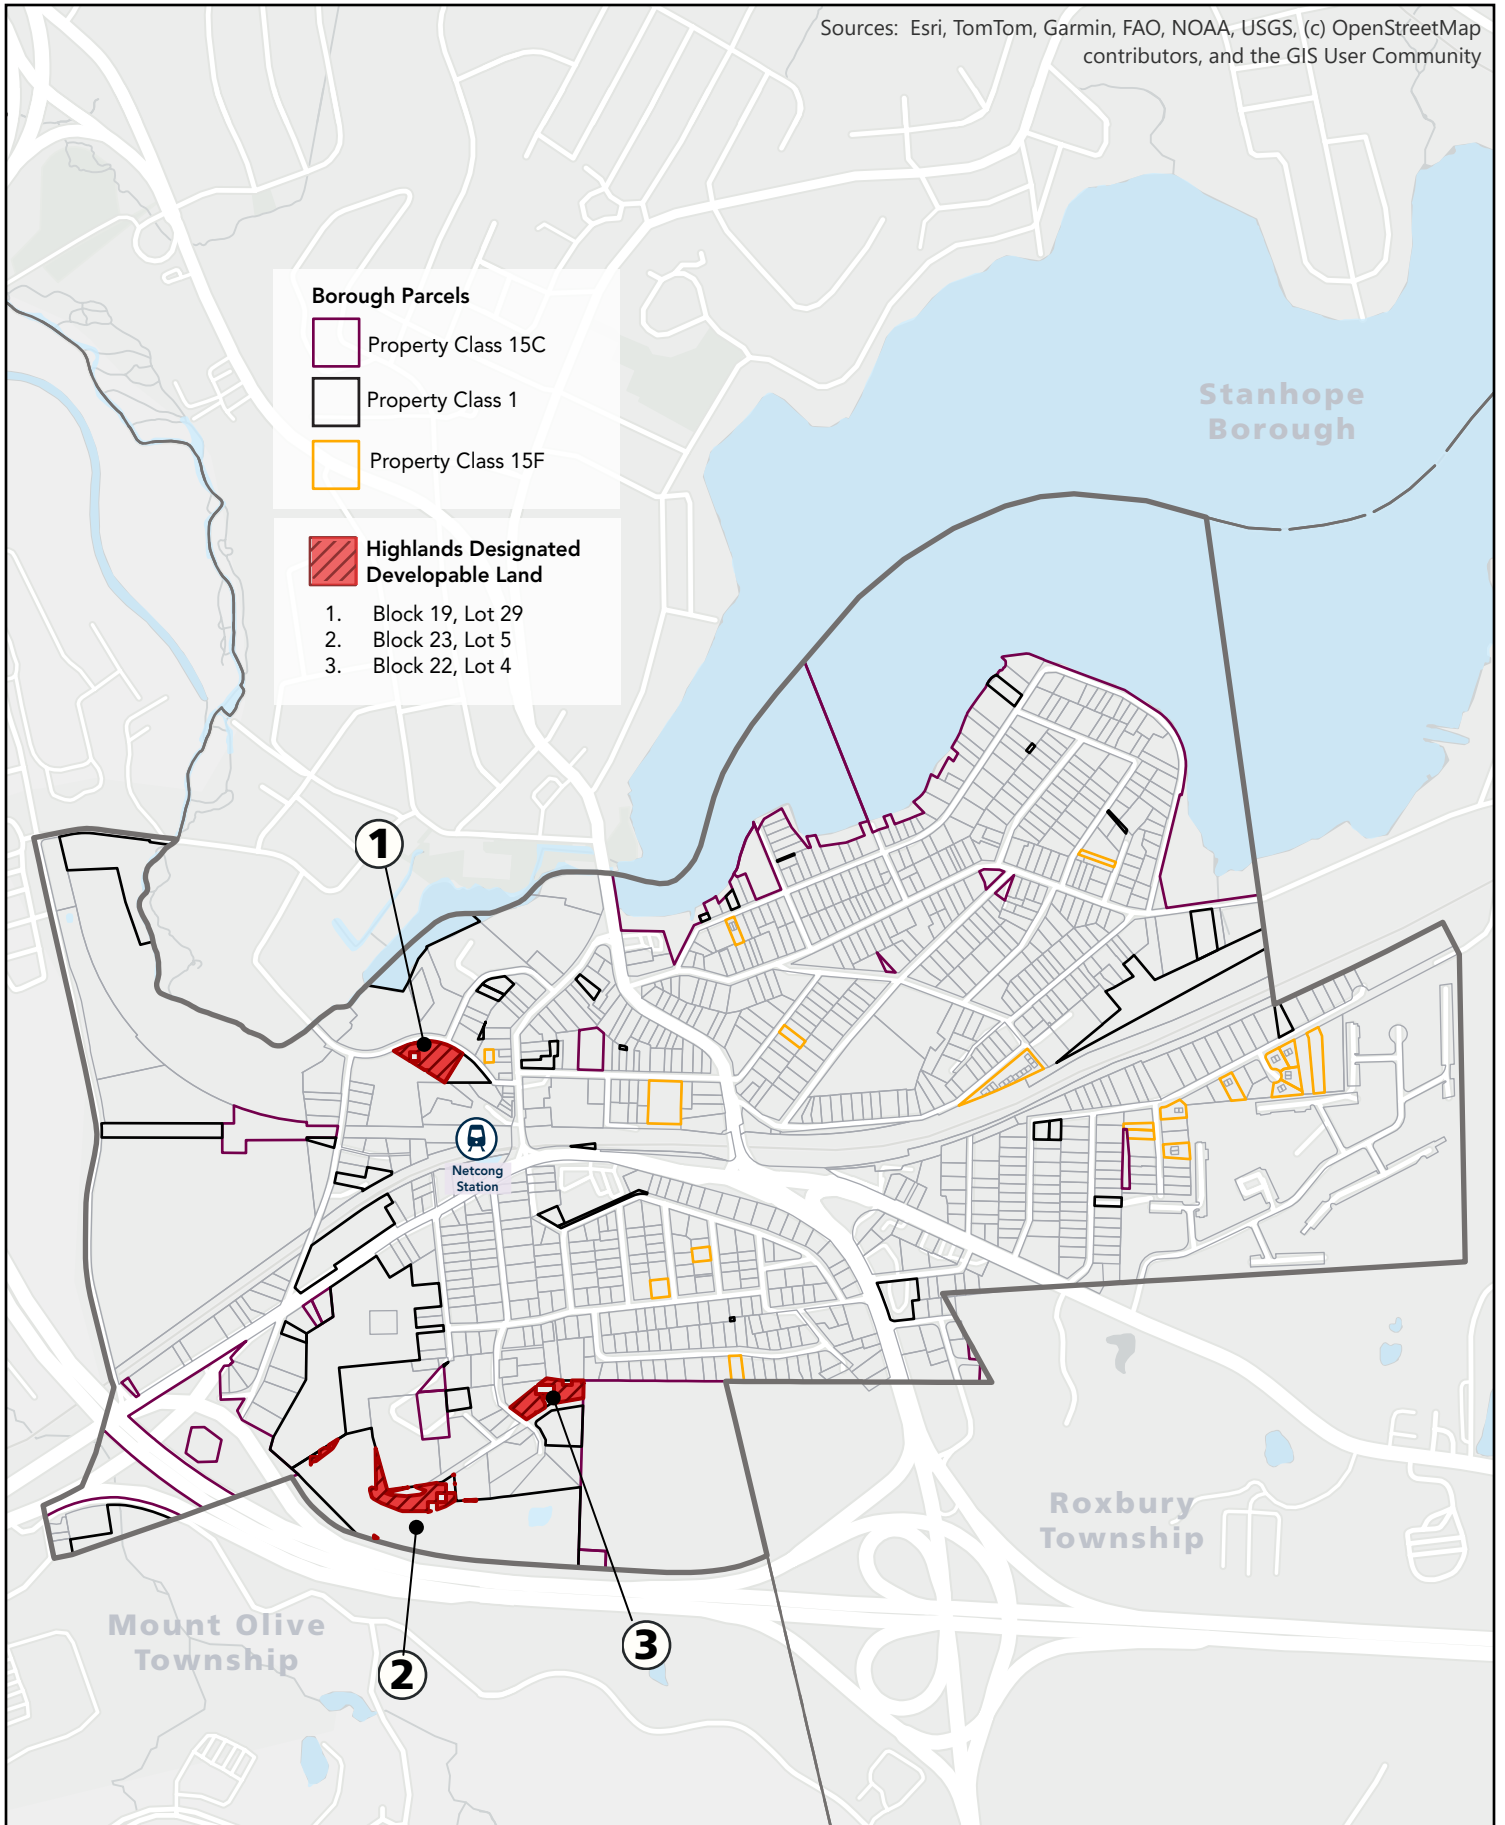 Sources: Esri, TomTom, Garmin, FAO, NOAA, USGS, (c) OpenStreetMap
contributors, and the GIS User Community
Borough Parcels
Property Class 15C
Property Class 1
Property Class 15F
Highlands Designated
Developable Land
1. Block 19, Lot 29
2. Block 23, Lot 5
3. Block 22, Lot 4
Stanhope
Borough
1
Netcong
Station
Roxbury
Township
Mount Olive
Township
3
2